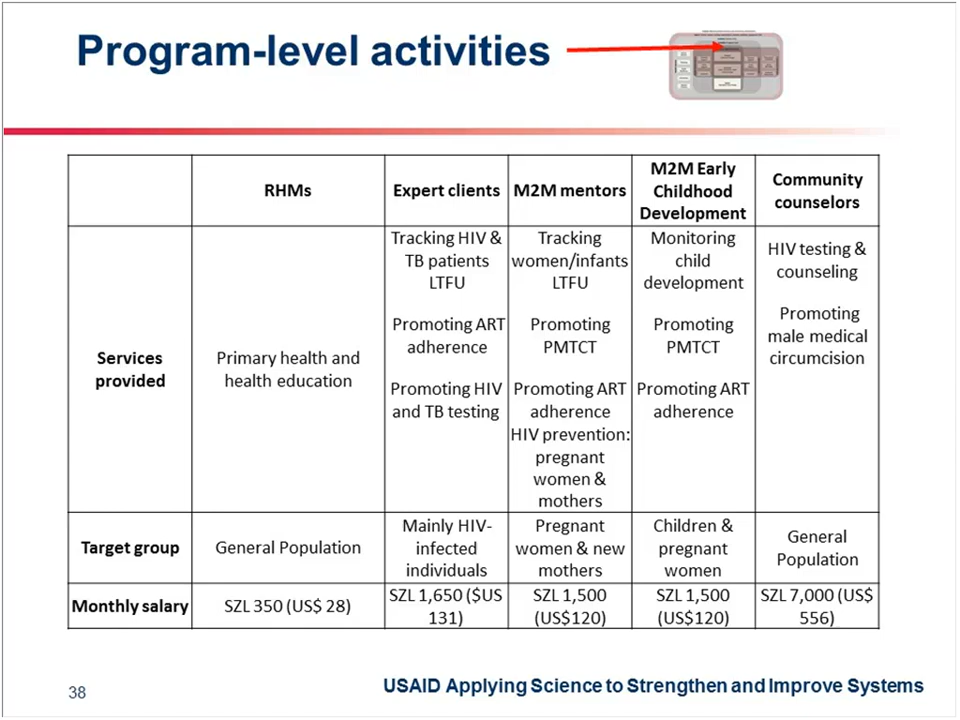 Program-level activities
RHMs
Expert clients
M2M mentors
M2M Early
Childhood
Development
Community
counselors
Services
provided
Primary health and
health education
Tracking HIV &
TB patients
LTFU
Promoting ART
adherence
Promoting HIV
and TB testing
Tracking
women/infants
LTFU
Promoting
PMTCT
Promoting ART
adherence
HIV prevention:
pregnant
women &
mothers
Monitoring
child
development
Promoting
PMTCT
Promoting ART
adherence
HIV testing &
counseling
Promoting
male medical
circumcision
Target group
General Population
Mainly HIV-
infected
individuals
Pregnant
women & new
mothers
Children &
pregnant
women
General
Population
Monthly salary
SZL 350 (US$ 28)
SZL 1,650 ($US
131)
SZL 1,500
(US$120)
SZL 1,500
(US$120)
SZL 7,000 (US$
556)
38
USAID Applying Science to Strengthen and Improve Systems